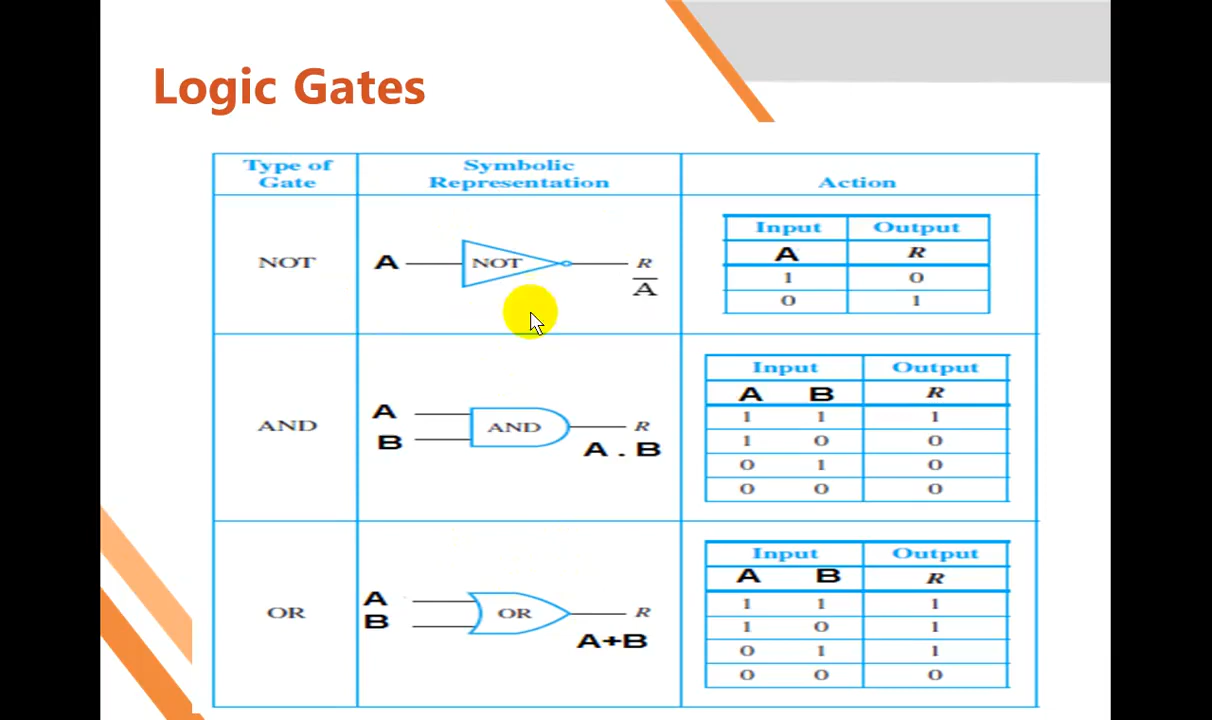 Logic Gates
Type of Gate
Symbolic Representation
Action
NOT
A
NOT
R
A̅
Input Output
A R
1 0
0 1
AND
A
B
AND
R
A . B
Input Output
A B R
1 1 1
1 0 0
0 1 0
0 0 0
OR
A
B
OR
R
A+B
Input Output
A B R
1 1 1
1 0 1
0 1 1
0 0 0